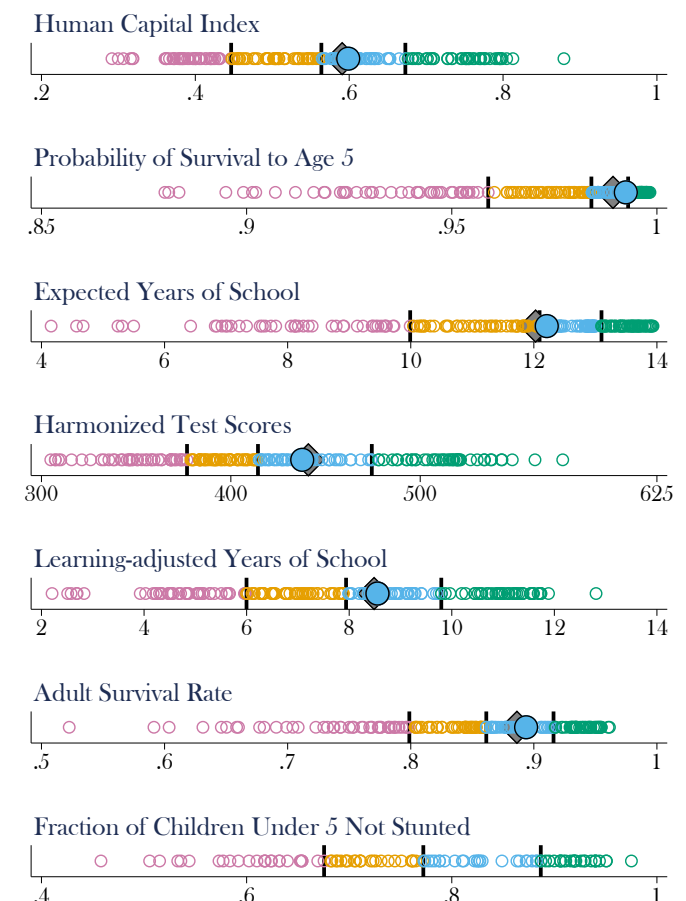 Human Capital Index
.2 .4 .6 .8 1
Probability of Survival to Age 5
.85 .9 .95 1
Expected Years of School
4 6 8 10 12 14
Harmonized Test Scores
300 400 500 625
Learning-adjusted Years of School
2 4 6 8 10 12 14
Adult Survival Rate
.5 .6 .7 .8 .9 1
Fraction of Children Under 5 Not Stunted
.4 .6 .8 1